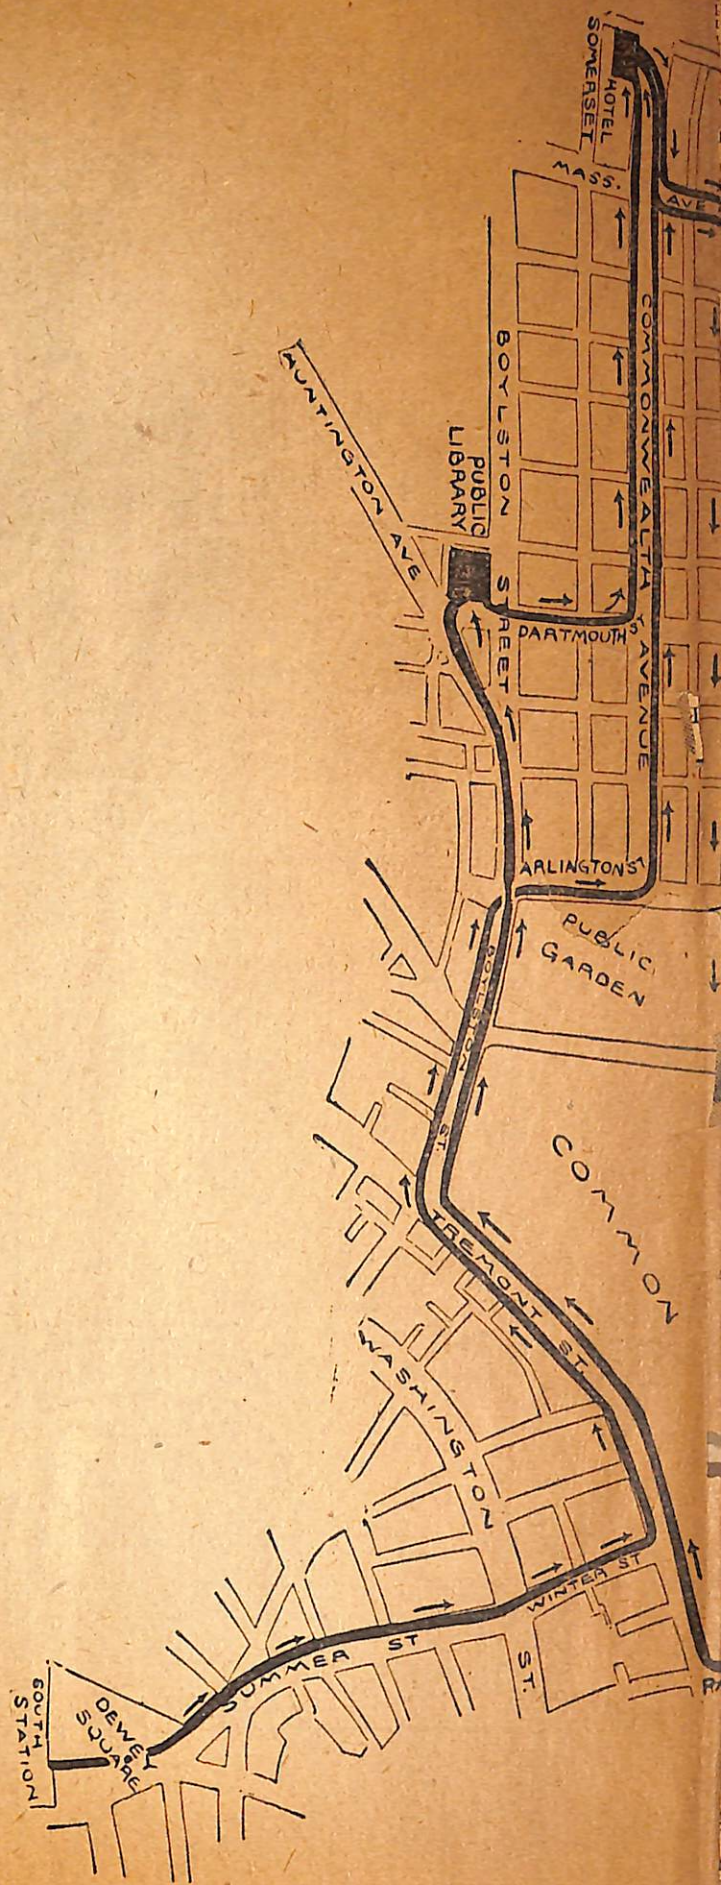 HOTEL
SOMERSET
MASS.
AVE
COMMONWEALTH AVENUE
BOYLSTON STREET
HUNTINGTON AVE
PUBLIC
LIBRARY
DARTMOUTH ST
ARLINGTON ST
PUBLIC
GARDEN
BOYLSTON ST.
COMMON
TREMONT ST.
WASHINGTON ST.
WINTER ST
SUMMER ST
DEWEY
SQUARE
SOUTH
STATION